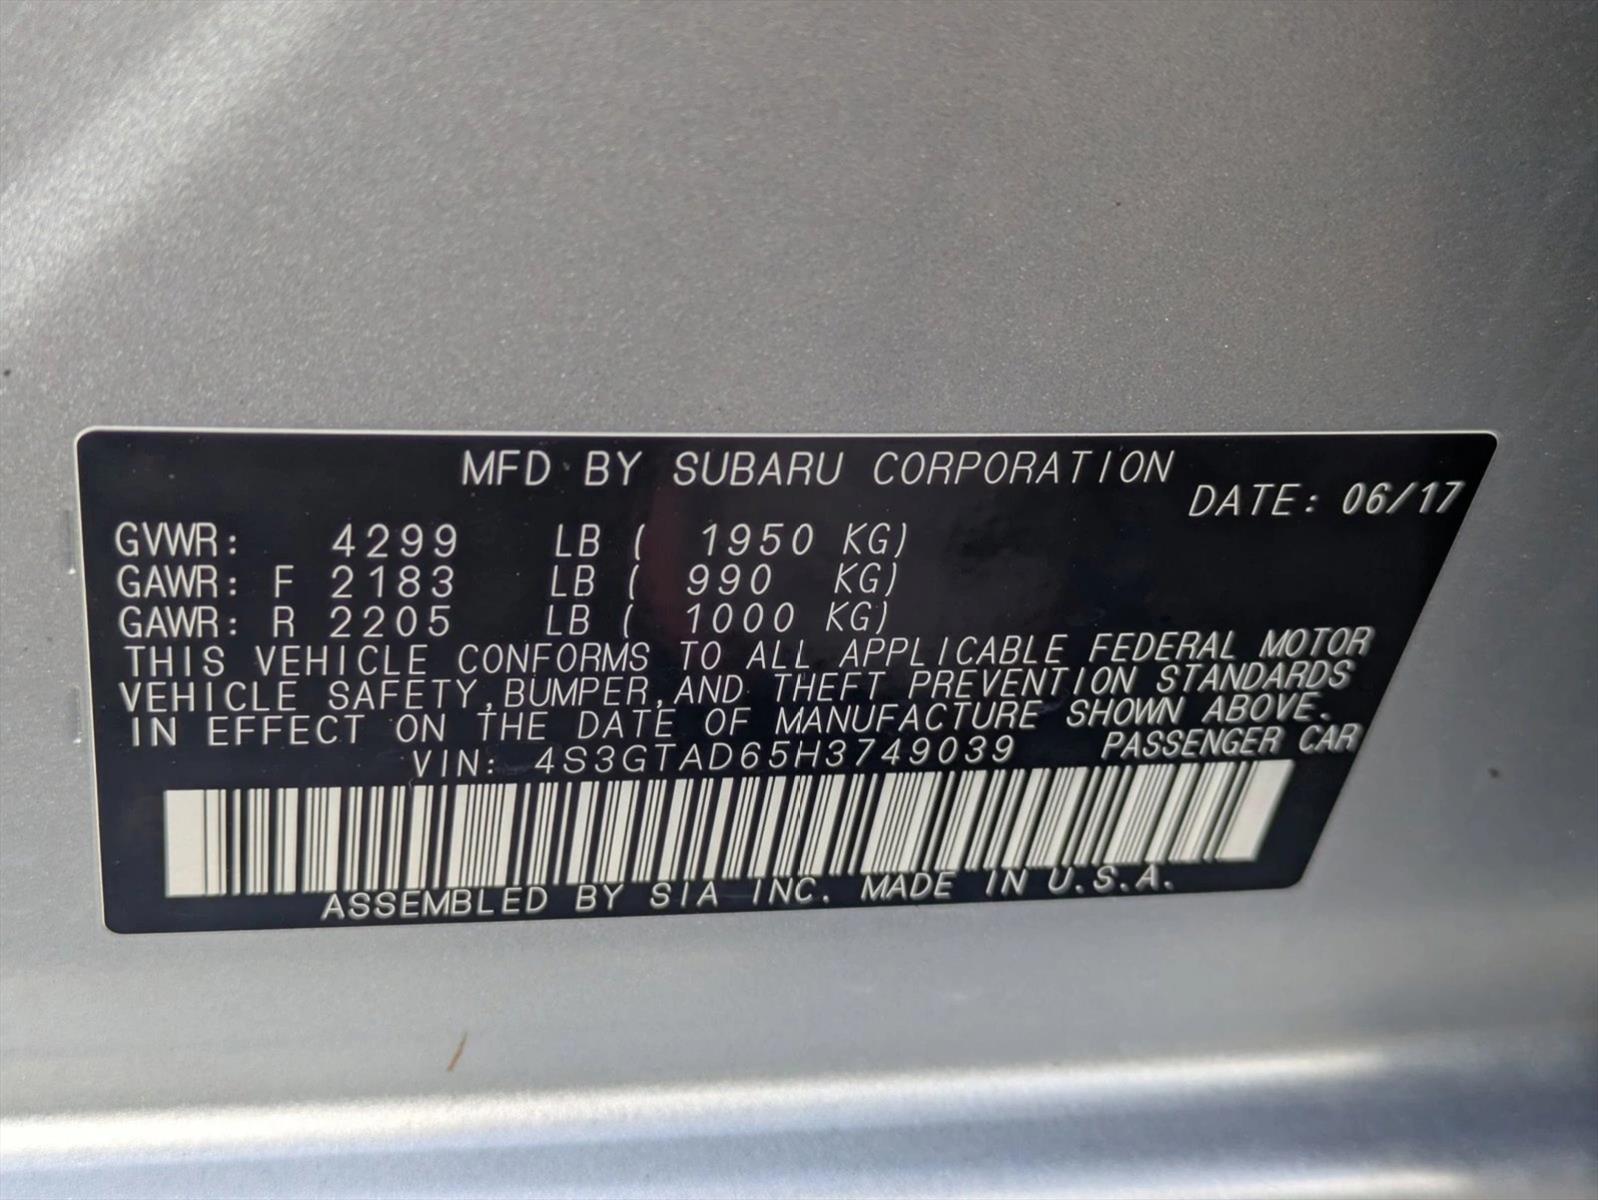 MFD BY SUBARU CORPORATION
DATE: 06/17
GVWR: 4299 LB ( 1950 KG)
GAWR: F 2183 LB ( 990 KG)
GAWR: R 2205 LB ( 1000 KG)
THIS VEHICLE CONFORMS TO ALL APPLICABLE FEDERAL MOTOR
VEHICLE SAFETY, BUMPER, AND THEFT PREVENTION STANDARDS
IN EFFECT ON THE DATE OF MANUFACTURE SHOWN ABOVE.
VIN: 4S3GTAD65H3749039 PASSENGER CAR
ASSEMBLED BY SIA INC. MADE IN U.S.A.